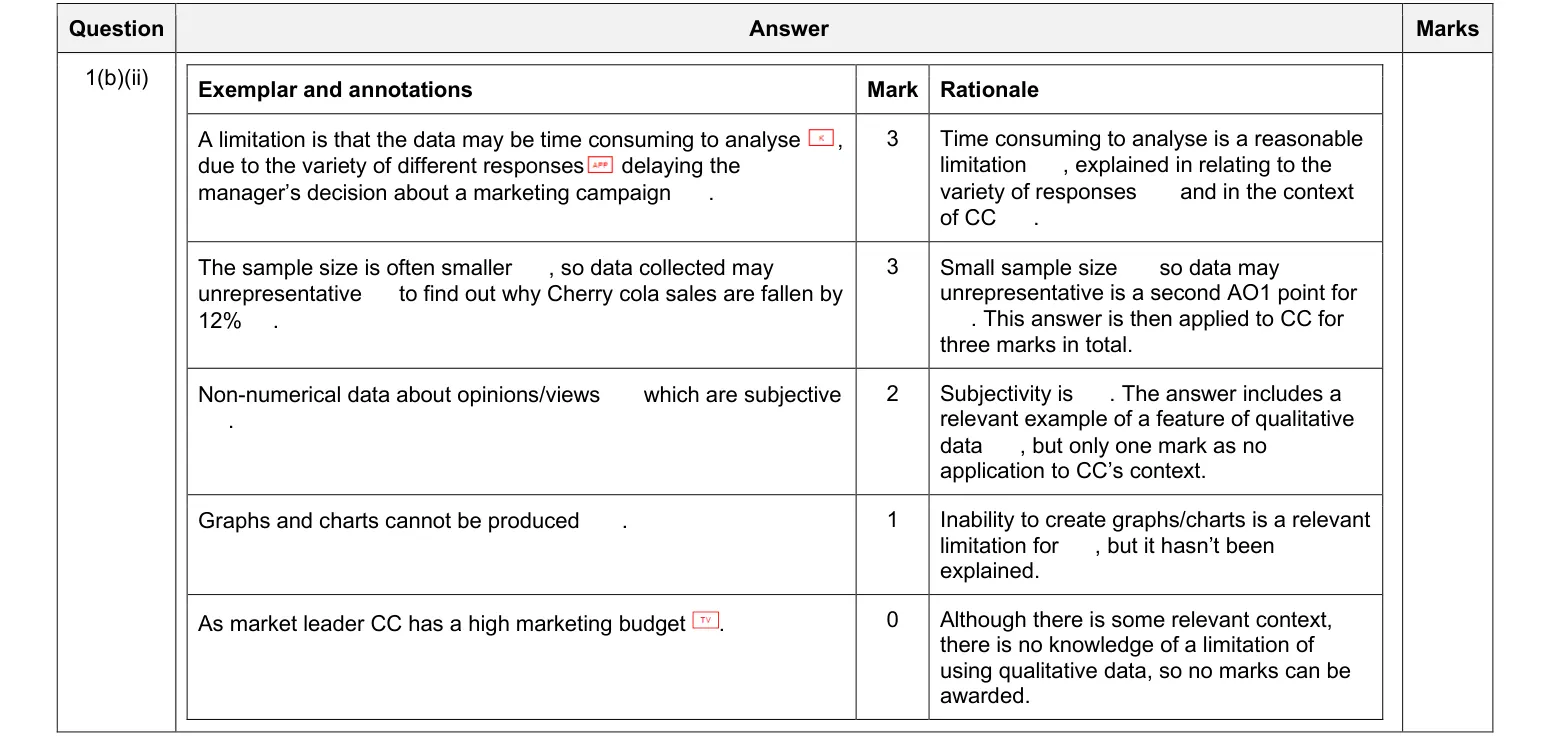 Question Answer Marks
1(b)(ii)
Exemplar and annotations Mark Rationale
A limitation is that the data may be time consuming to analyse K ,
due to the variety of different responses APP delaying the
manager's decision about a marketing campaign .
3
Time consuming to analyse is a reasonable
limitation , explained in relating to the
variety of responses and in the context
of CC .
The sample size is often smaller , so data collected may
unrepresentative to find out why Cherry cola sales are fallen by
12% .
3
Small sample size so data may
unrepresentative is a second AO1 point for
. This answer is then applied to CC for
three marks in total.
Non-numerical data about opinions/views which are subjective
.
2
Subjectivity is . The answer includes a
relevant example of a feature of qualitative
data , but only one mark as no
application to CC's context.
Graphs and charts cannot be produced .
1
Inability to create graphs/charts is a relevant
limitation for , but it hasn't been
explained.
As market leader CC has a high marketing budget TV .
0
Although there is some relevant context,
there is no knowledge of a limitation of
using qualitative data, so no marks can be
awarded.